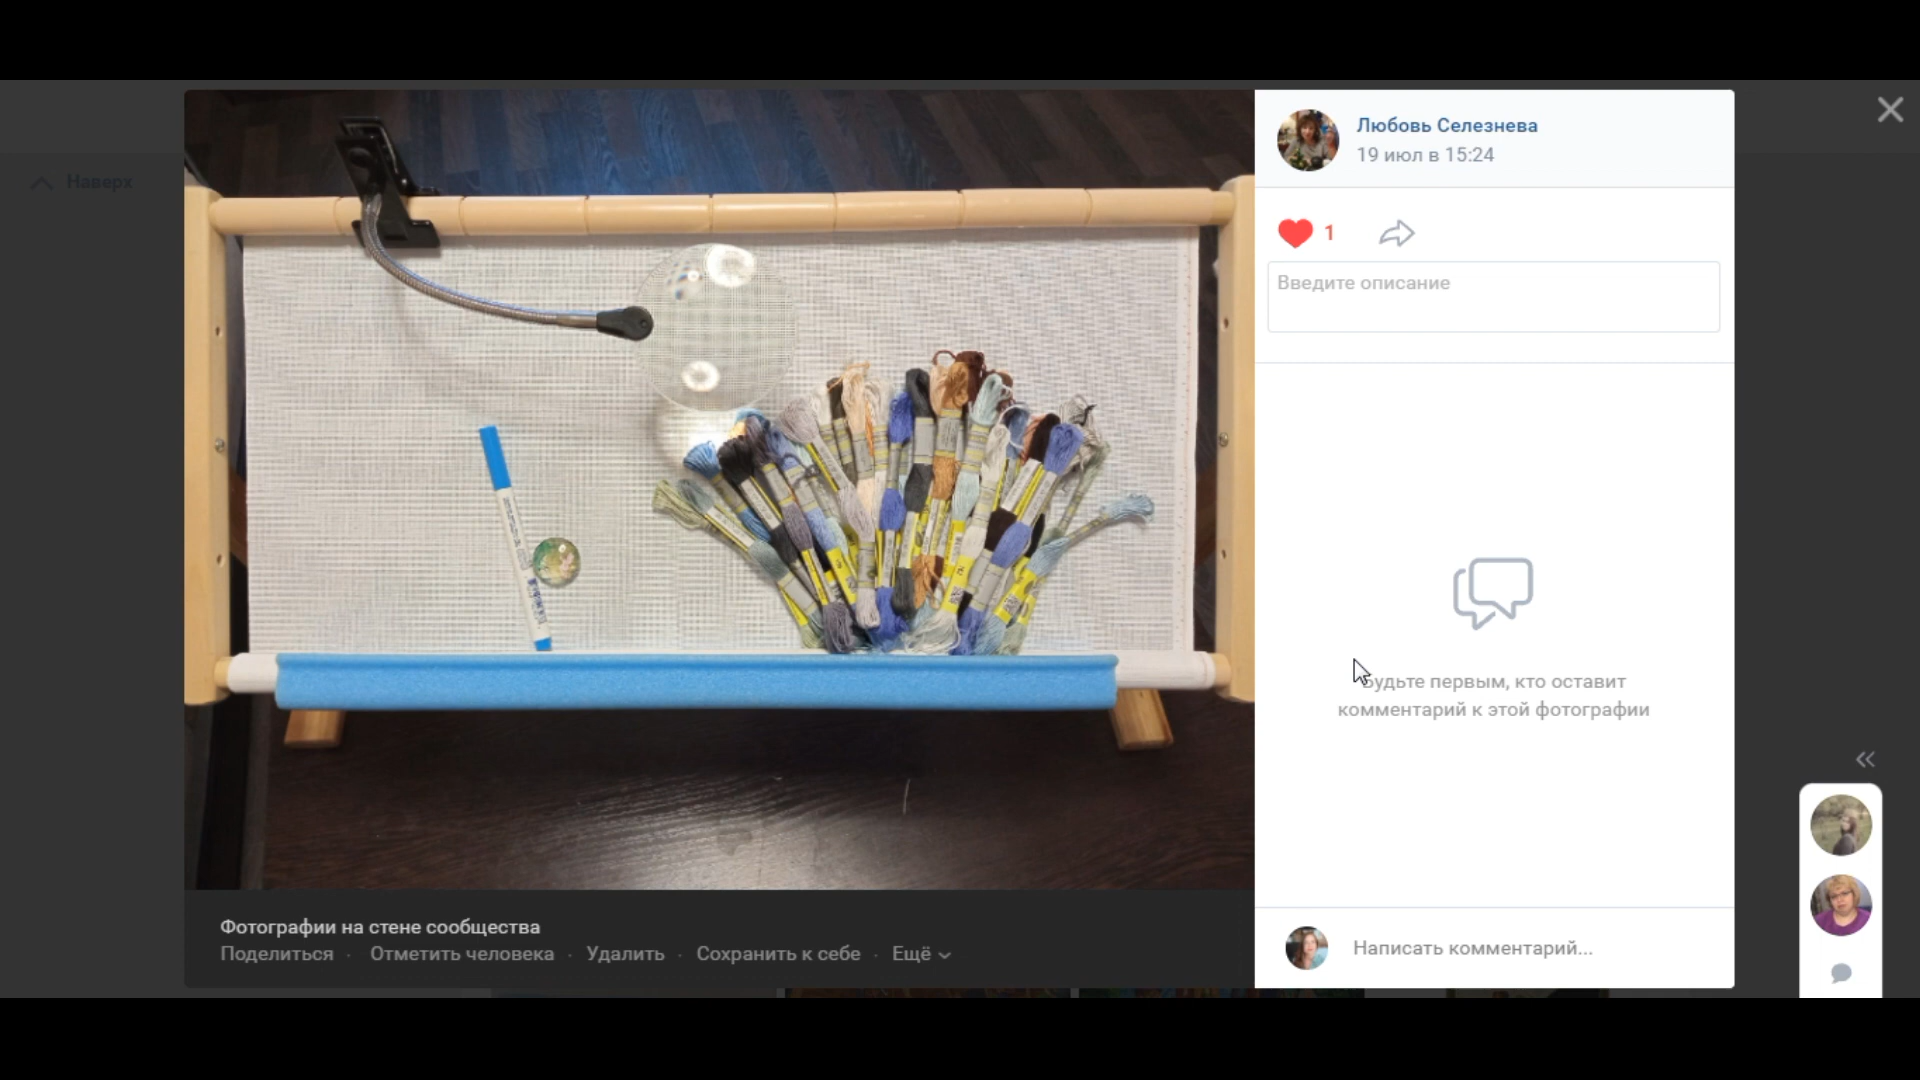 Наверх
Любовь Селезнева
19 июл в 15:24
1
Введите описание
Будьте первым, кто оставит
комментарий к этой фотографии
Фотографии на стене сообщества
Поделиться · Отметить человека · Удалить · Сохранить к себе · Ещё
Написать комментарий...